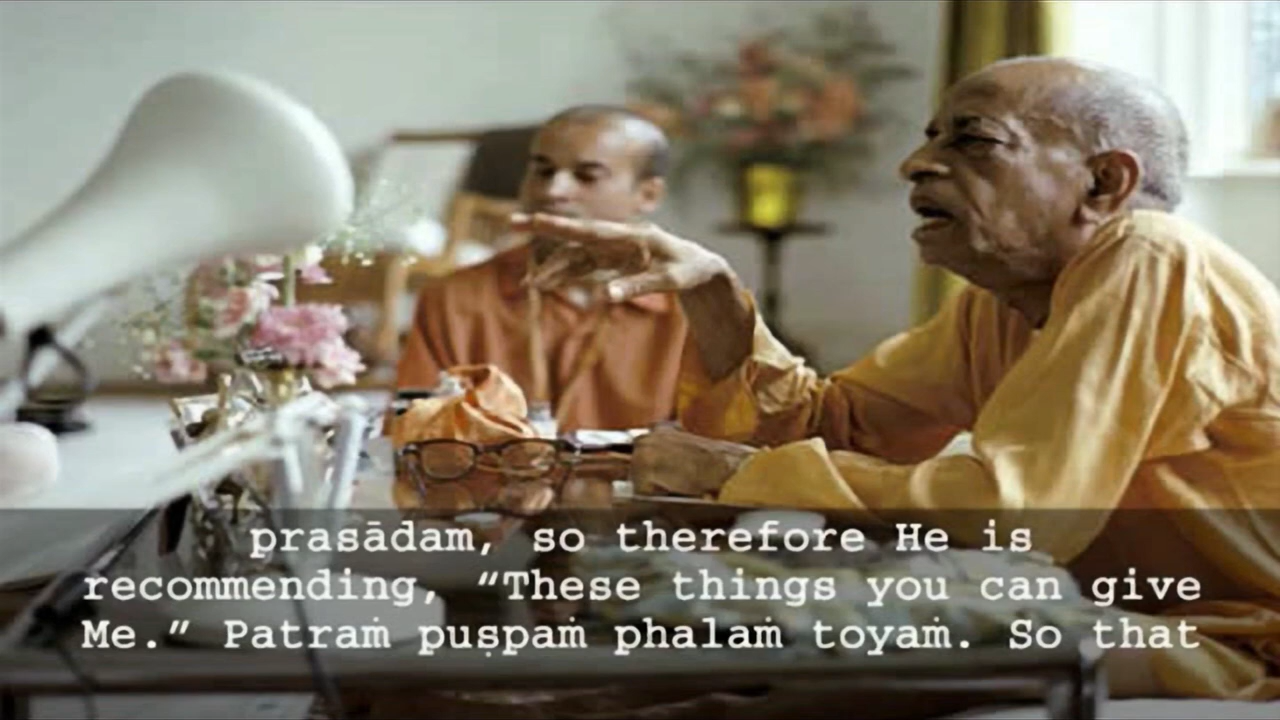 prasādam, so therefore He is
recommending, “These things you can give
Me.” Patraṁ puṣpaṁ phalaṁ toyaṁ. So that